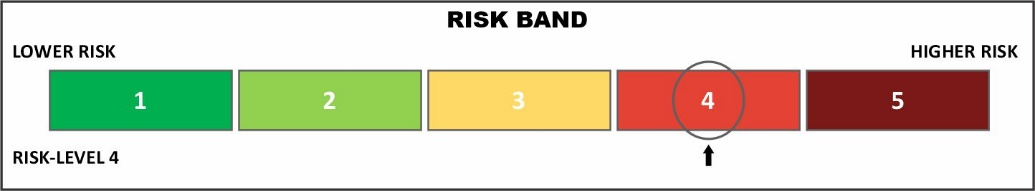 RISK BAND
LOWER RISK HIGHER RISK
1 2 3 4 5
RISK-LEVEL 4